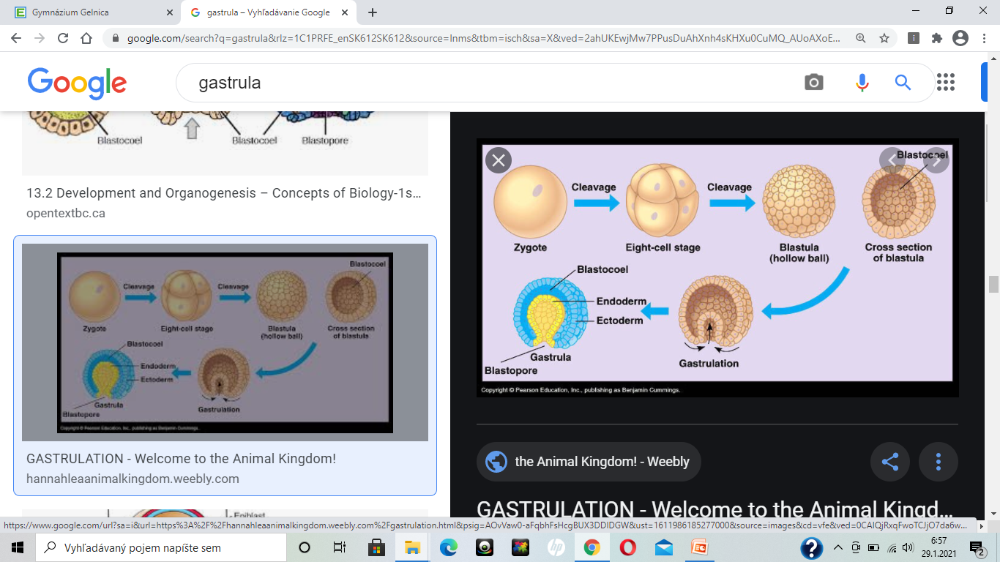 Gymnázium Gelnica
gastrula – Vyhľadávanie Google
google.com/search?q=gastrula&rlz=1C1PRFE_enSK612SK612&source=lnms&tbm=isch&sa=X&ved=2ahUKEwjMw7PPusDuAhXnh4sKHXu0CuMQ_AUoAXoE...
Google
gastrula
Blastocoel
Blastocoel
Blastopore
13.2 Development and Organogenesis – Concepts of Biology-1s...
opentextbc.ca
Blastocoel
Cleavage
Cleavage
Zygote
Eight-cell stage
Blastula
(hollow ball)
Cross section
of blastula
Blastocoel
Endoderm
Ectoderm
Gastrula
Blastopore
Gastrulation
Copyright © Pearson Education, Inc., publishing as Benjamin Cummings.
GASTRULATION - Welcome to the Animal Kingdom!
hannahleaanimalkingdom.weebly.com
Epiblast
Blastocoel
Cleavage
Cleavage
Zygote
Eight-cell stage
Blastula
(hollow ball)
Cross section
of blastula
Blastocoel
Endoderm
Ectoderm
Gastrula
Blastopore
Gastrulation
Copyright © Pearson Education, Inc., publishing as Benjamin Cummings.
the Animal Kingdom! - Weebly
GASTRULATION - Welcome to the Animal Kingd...
https://www.google.com/url?sa=i&url=https%3A%2F%2Fhannahleaanimalkingdom.weebly.com%2Fgastrulation.html&psig=AOvVaw0-aFqbhFsHcgBUX3DDIDGW&ust=1611986185277000&source=images&cd=vfe&ved=0CAIQjRxqFwoTCJjO7da6w...
Vyhľadávaný pojem napíšte sem
hp
6:57
29.1.2021
2